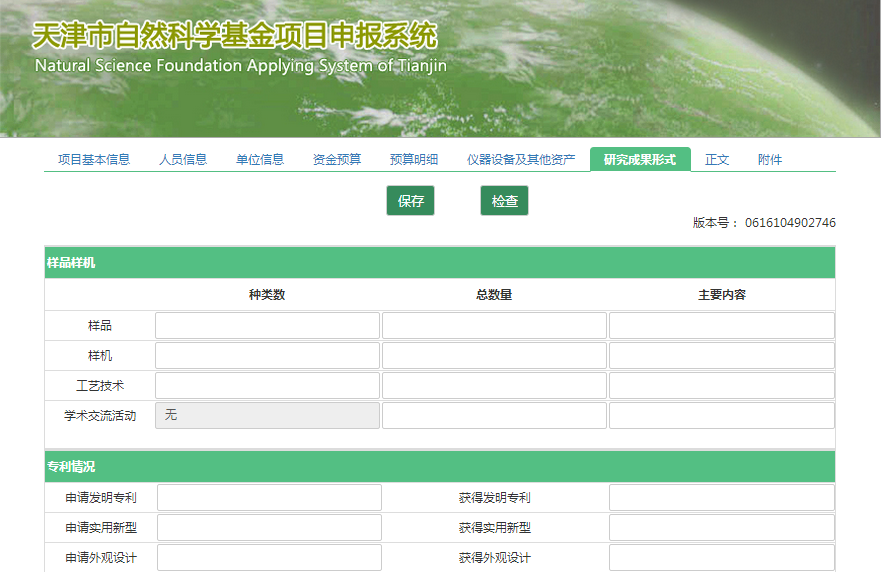 天津市自然科学基金项目申报系统
Natural Science Foundation Applying System of Tianjin
项目基本信息 人员信息 单位信息 资金预算 预算明细 仪器设备及其他资产 研究成果形式 正文 附件
保存 检查
版本号： 0616104902746
样品样机
种类数 总数量 主要内容
样品
样机
工艺技术
学术交流活动 无
专利情况
申请发明专利 获得发明专利
申请实用新型 获得实用新型
申请外观设计 获得外观设计